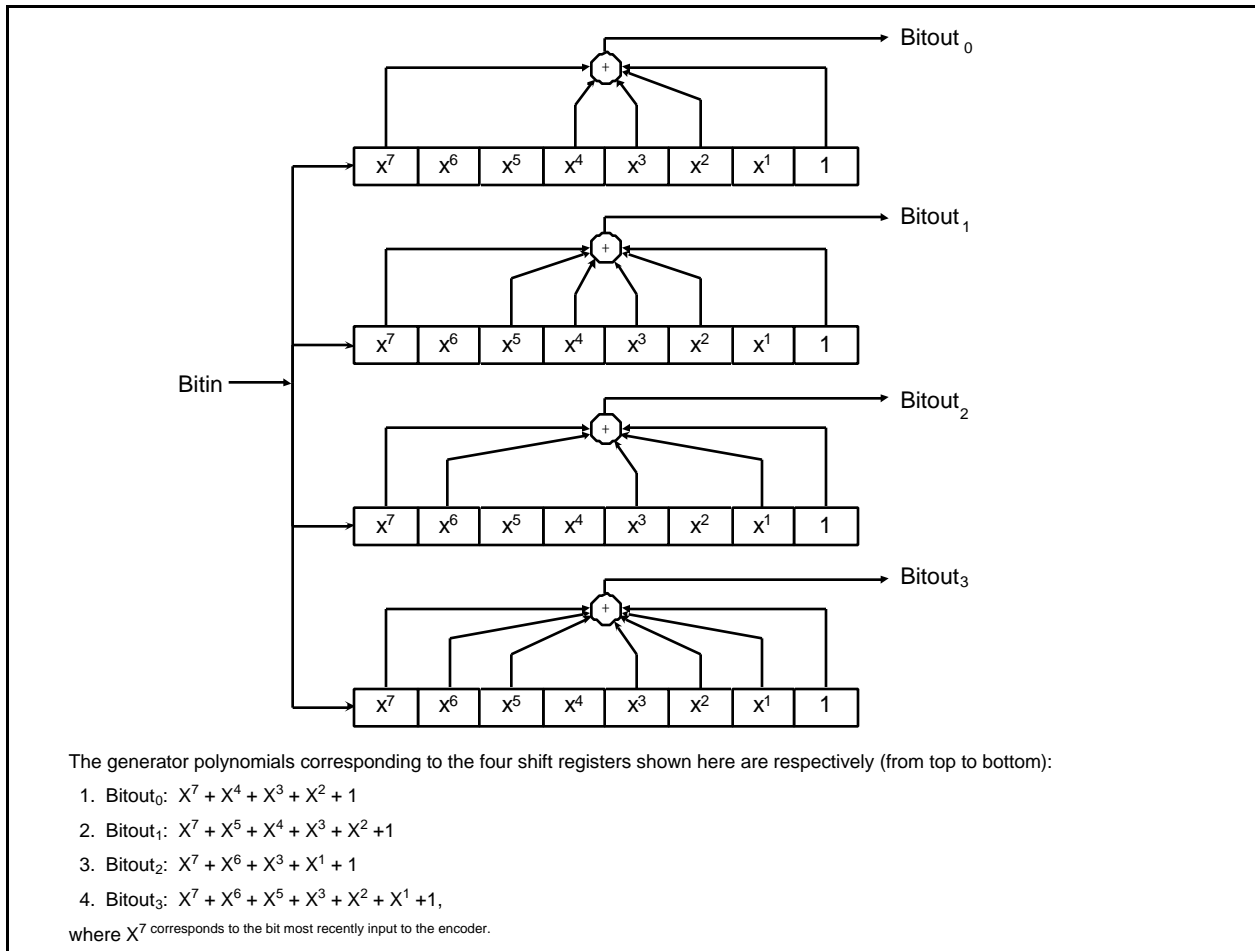 Bitout 0
+
x⁷ x⁶ x⁵ x⁴ x³ x² x¹ 1
Bitout 1
+
x⁷ x⁶ x⁵ x⁴ x³ x² x¹ 1
Bitin
Bitout 2
+
x⁷ x⁶ x⁵ x⁴ x³ x² x¹ 1
Bitout₃
+
x⁷ x⁶ x⁵ x⁴ x³ x² x¹ 1
The generator polynomials corresponding to the four shift registers shown here are respectively (from top to bottom):
1. Bitout₀: X⁷ + X⁴ + X³ + X² + 1
2. Bitout₁: X⁷ + X⁵ + X⁴ + X³ + X² +1
3. Bitout₂: X⁷ + X⁶ + X³ + X¹ + 1
4. Bitout₃: X⁷ + X⁶ + X⁵ + X³ + X² + X¹ +1,
where X⁷ corresponds to the bit most recently input to the encoder.